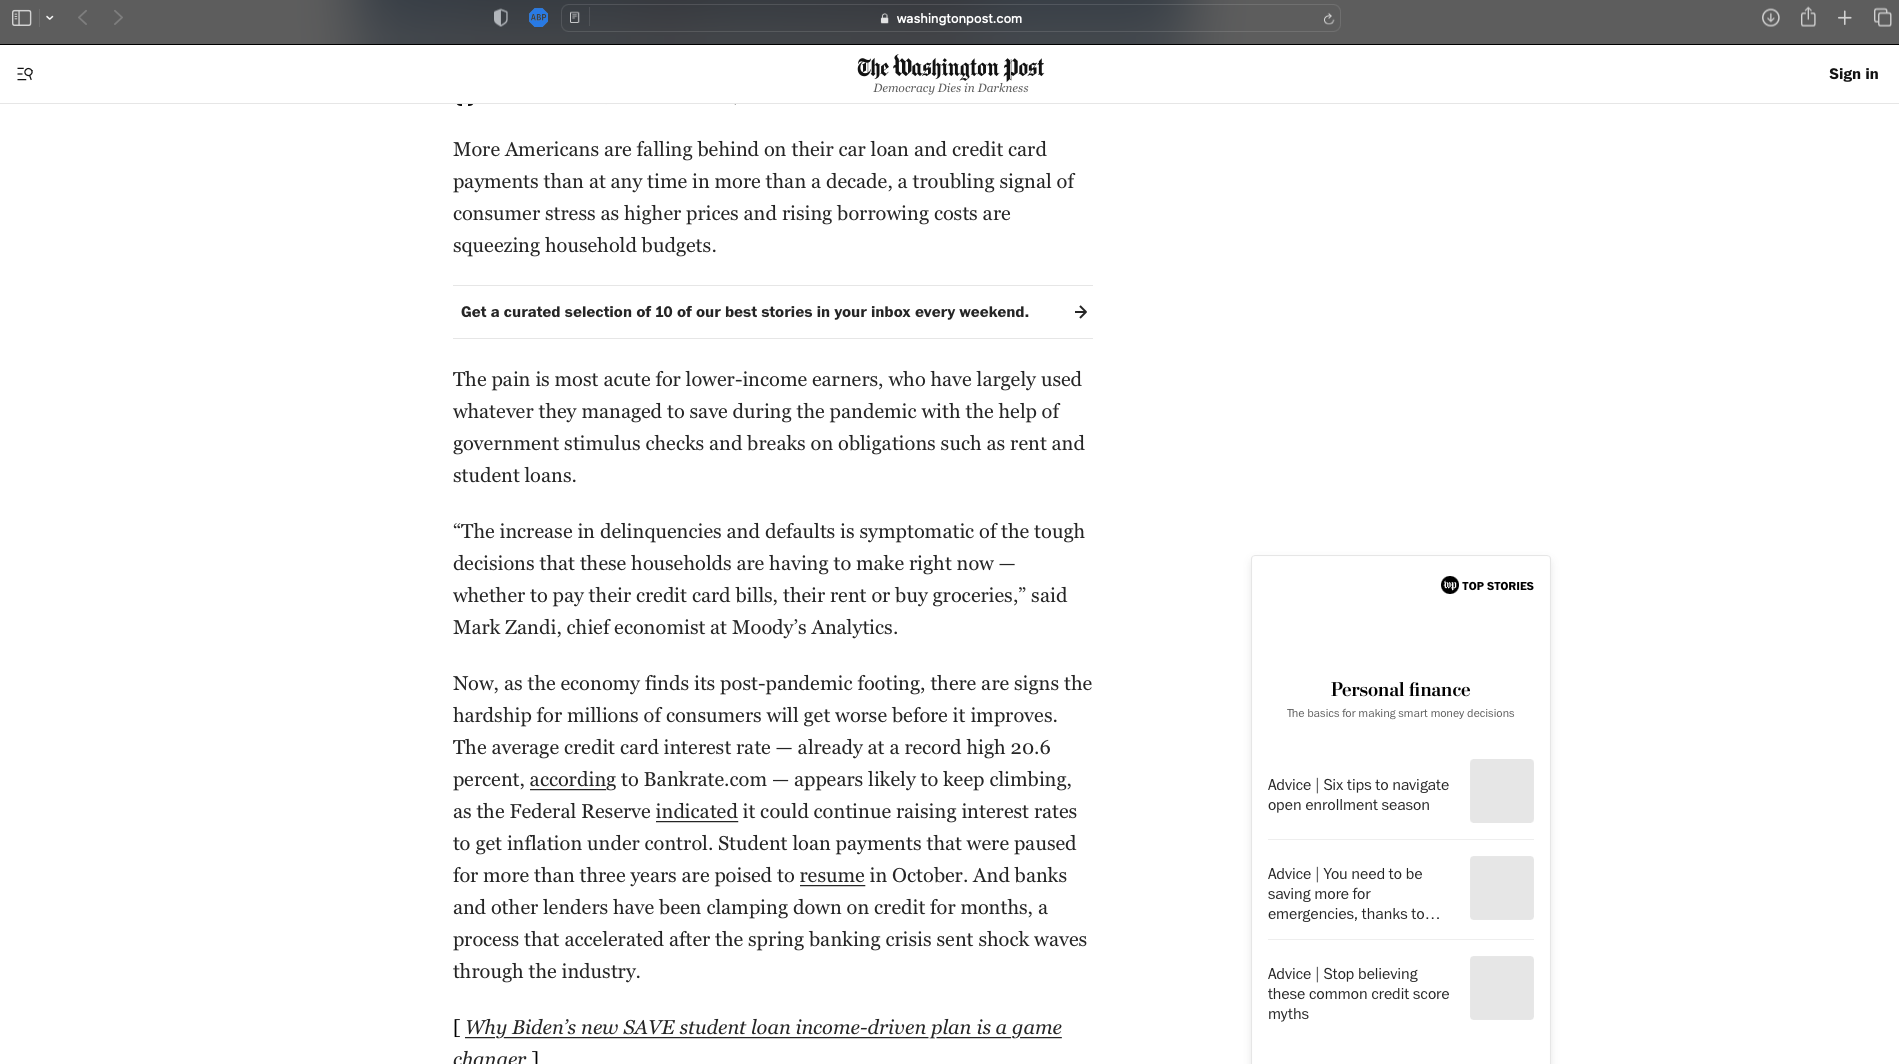 ABP
washingtonpost.com
The Washington Post
Democracy Dies in Darkness
Sign in
More Americans are falling behind on their car loan and credit card
payments than at any time in more than a decade, a troubling signal of
consumer stress as higher prices and rising borrowing costs are
squeezing household budgets.
Get a curated selection of 10 of our best stories in your inbox every weekend.
The pain is most acute for lower-income earners, who have largely used
whatever they managed to save during the pandemic with the help of
government stimulus checks and breaks on obligations such as rent and
student loans.
“The increase in delinquencies and defaults is symptomatic of the tough
decisions that these households are having to make right now —
whether to pay their credit card bills, their rent or buy groceries,” said
Mark Zandi, chief economist at Moody’s Analytics.
Now, as the economy finds its post-pandemic footing, there are signs the
hardship for millions of consumers will get worse before it improves.
The average credit card interest rate — already at a record high 20.6
percent, according to Bankrate.com — appears likely to keep climbing,
as the Federal Reserve indicated it could continue raising interest rates
to get inflation under control. Student loan payments that were paused
for more than three years are poised to resume in October. And banks
and other lenders have been clamping down on credit for months, a
process that accelerated after the spring banking crisis sent shock waves
through the industry.
[ Why Biden’s new SAVE student loan income-driven plan is a game
changer ]
wp TOP STORIES
Personal finance
The basics for making smart money decisions
Advice | Six tips to navigate
open enrollment season
Advice | You need to be
saving more for
emergencies, thanks to…
Advice | Stop believing
these common credit score
myths